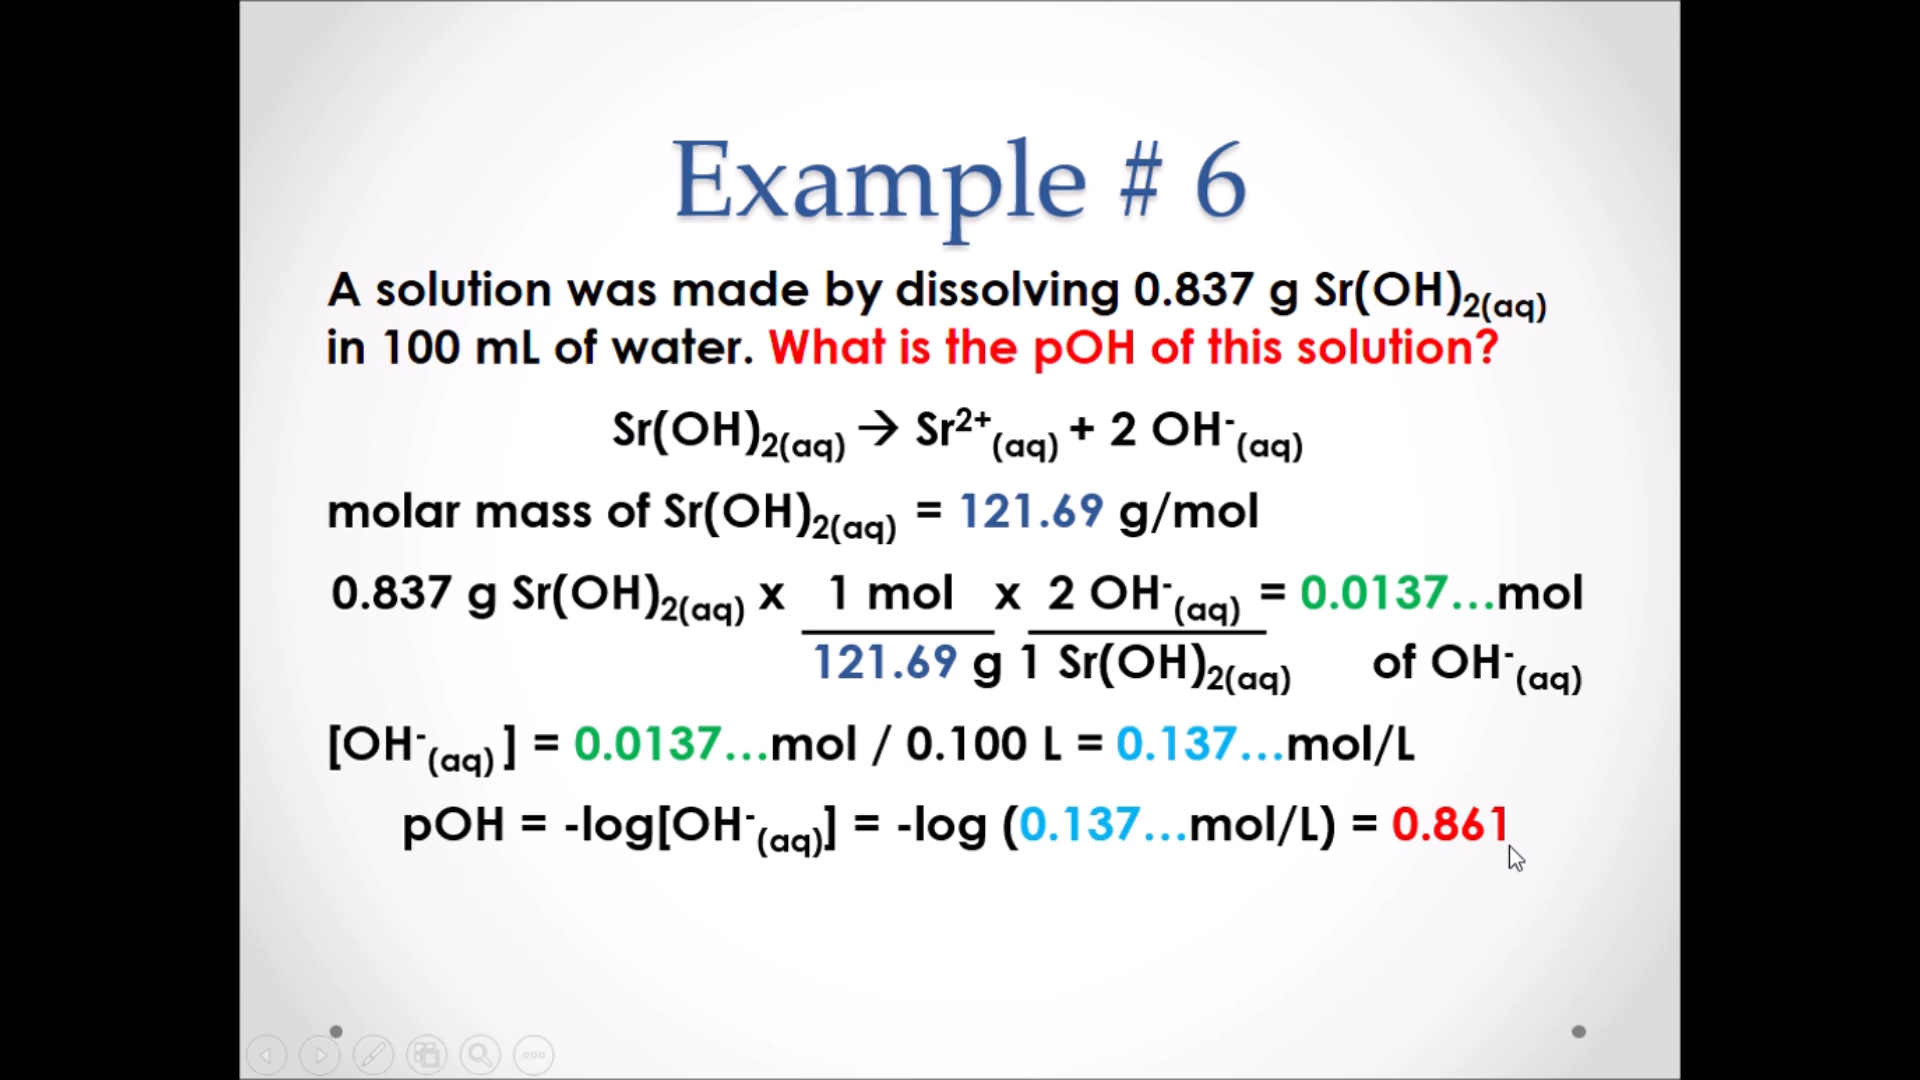 Example # 6
A solution was made by dissolving 0.837 g Sr(OH)2(aq)
in 100 mL of water. What is the pOH of this solution?
Sr(OH)2(aq) → Sr2+(aq) + 2 OH-(aq)
molar mass of Sr(OH)2(aq) = 121.69 g/mol
0.837 g Sr(OH)2(aq) x 1 mol x 2 OH-(aq) = 0.0137...mol
121.69 g 1 Sr(OH)2(aq) of OH-(aq)
[OH-(aq)] = 0.0137...mol / 0.100 L = 0.137...mol/L
pOH = -log[OH-(aq)] = -log (0.137...mol/L) = 0.861